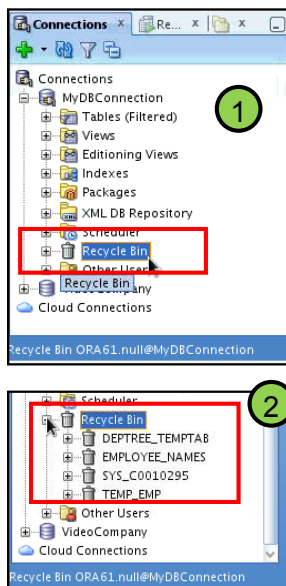 Connections
Re...
Connections
MyDBConnection
1
Tables (Filtered)
Views
Editioning Views
Indexes
Packages
XML DB Repository
Scheduler
Recycle Bin
Other Users
Recycle Bin
Cloud Connections
Recycle Bin ORA61.null@MyDBConnection
2
Scheduler
Recycle Bin
DEPTREE_TEMPTAB
EMPLOYEE_NAMES
SYS_C0010295
TEMP_EMP
Other Users
VideoCompany
Cloud Connections
Recycle Bin ORA61.null@MyDBConnection